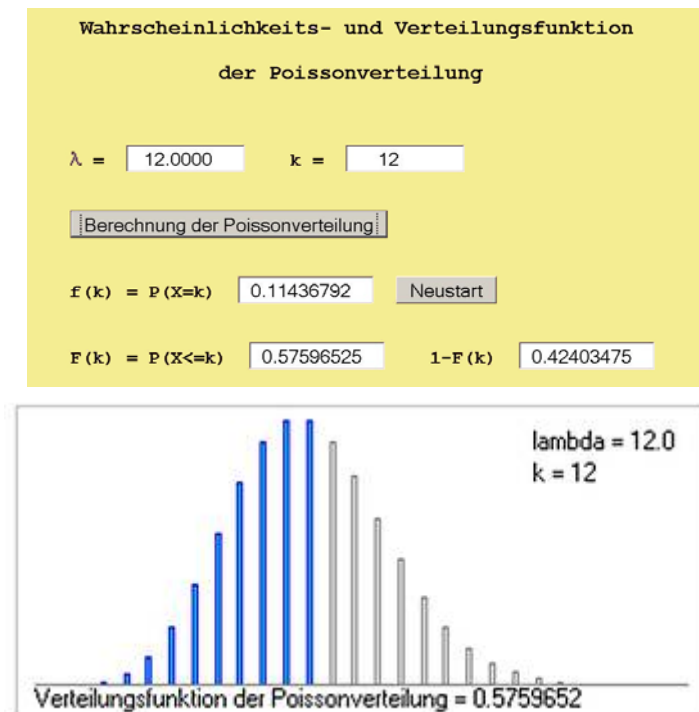 Wahrscheinlichkeits- und Verteilungsfunktion
der Poissonverteilung
λ = 12.0000 k = 12
Berechnung der Poissonverteilung
f(k) = P(X=k) 0.11436792 Neustart
F(k) = P(X<=k) 0.57596525 1-F(k) 0.42403475
lambda = 12.0
k = 12
Verteilungsfunktion der Poissonverteilung = 0.5759652